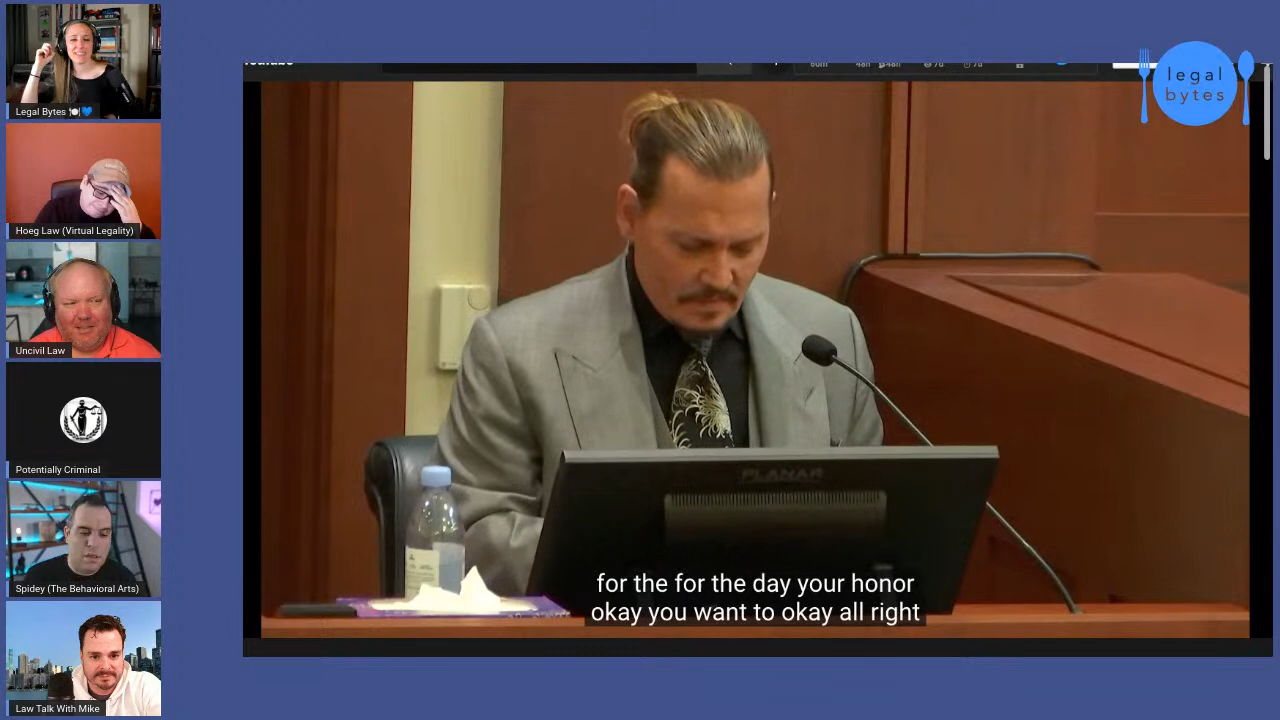 Legal Bytes 🍽️💙
Hoeg Law (Virtual Legality)
Uncivil Law
Potentially Criminal
Spidey (The Behavioral Arts)
Law Talk With Mike
legal
bytes
PLANAR
for the for the day your honor
okay you want to okay all right